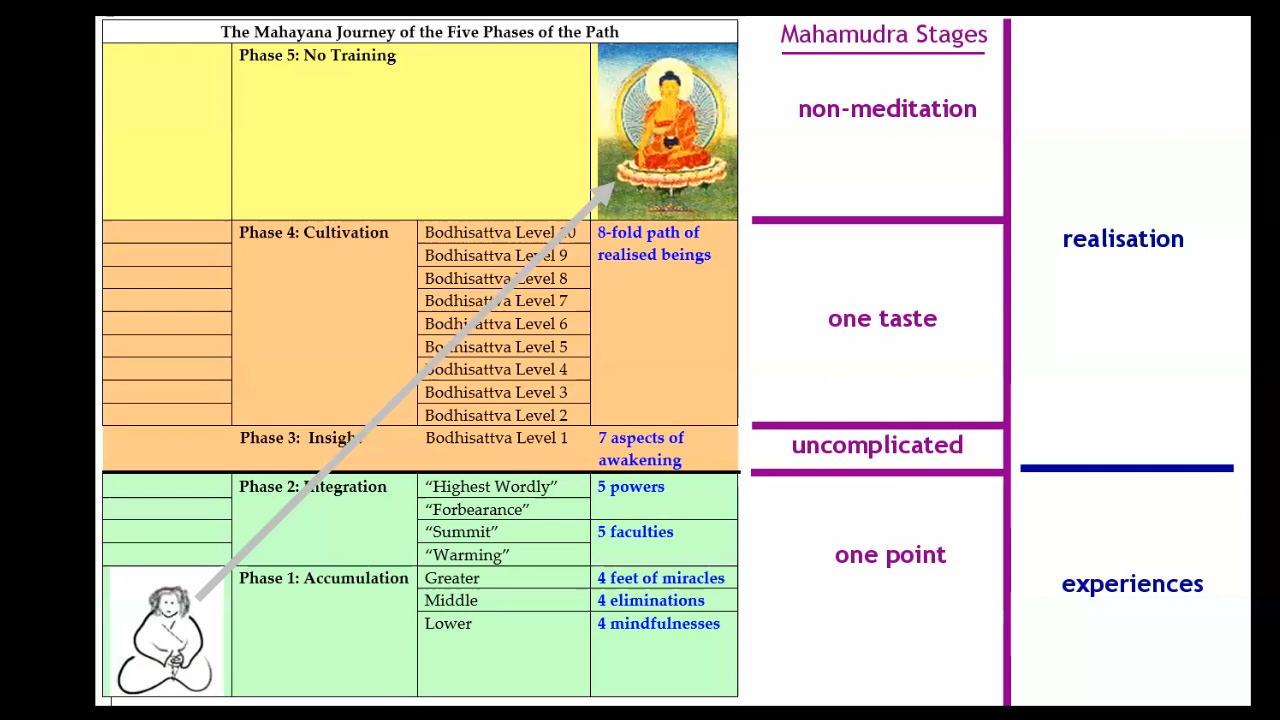 The Mahayana Journey of the Five Phases of the Path
Phase 5: No Training
Phase 4: Cultivation
Bodhisattva Level 10
8-fold path of
realised beings
Bodhisattva Level 9
Bodhisattva Level 8
Bodhisattva Level 7
Bodhisattva Level 6
Bodhisattva Level 5
Bodhisattva Level 4
Bodhisattva Level 3
Bodhisattva Level 2
Phase 3: Insight
Bodhisattva Level 1
7 aspects of
awakening
Phase 2: Integration
“Highest Wordly”
5 powers
“Forbearance”
“Summit”
5 faculties
“Warming”
Phase 1: Accumulation
Greater
4 feet of miracles
Middle
4 eliminations
Lower
4 mindfulnesses
Mahamudra Stages
non-meditation
one taste
uncomplicated
one point
realisation
experiences